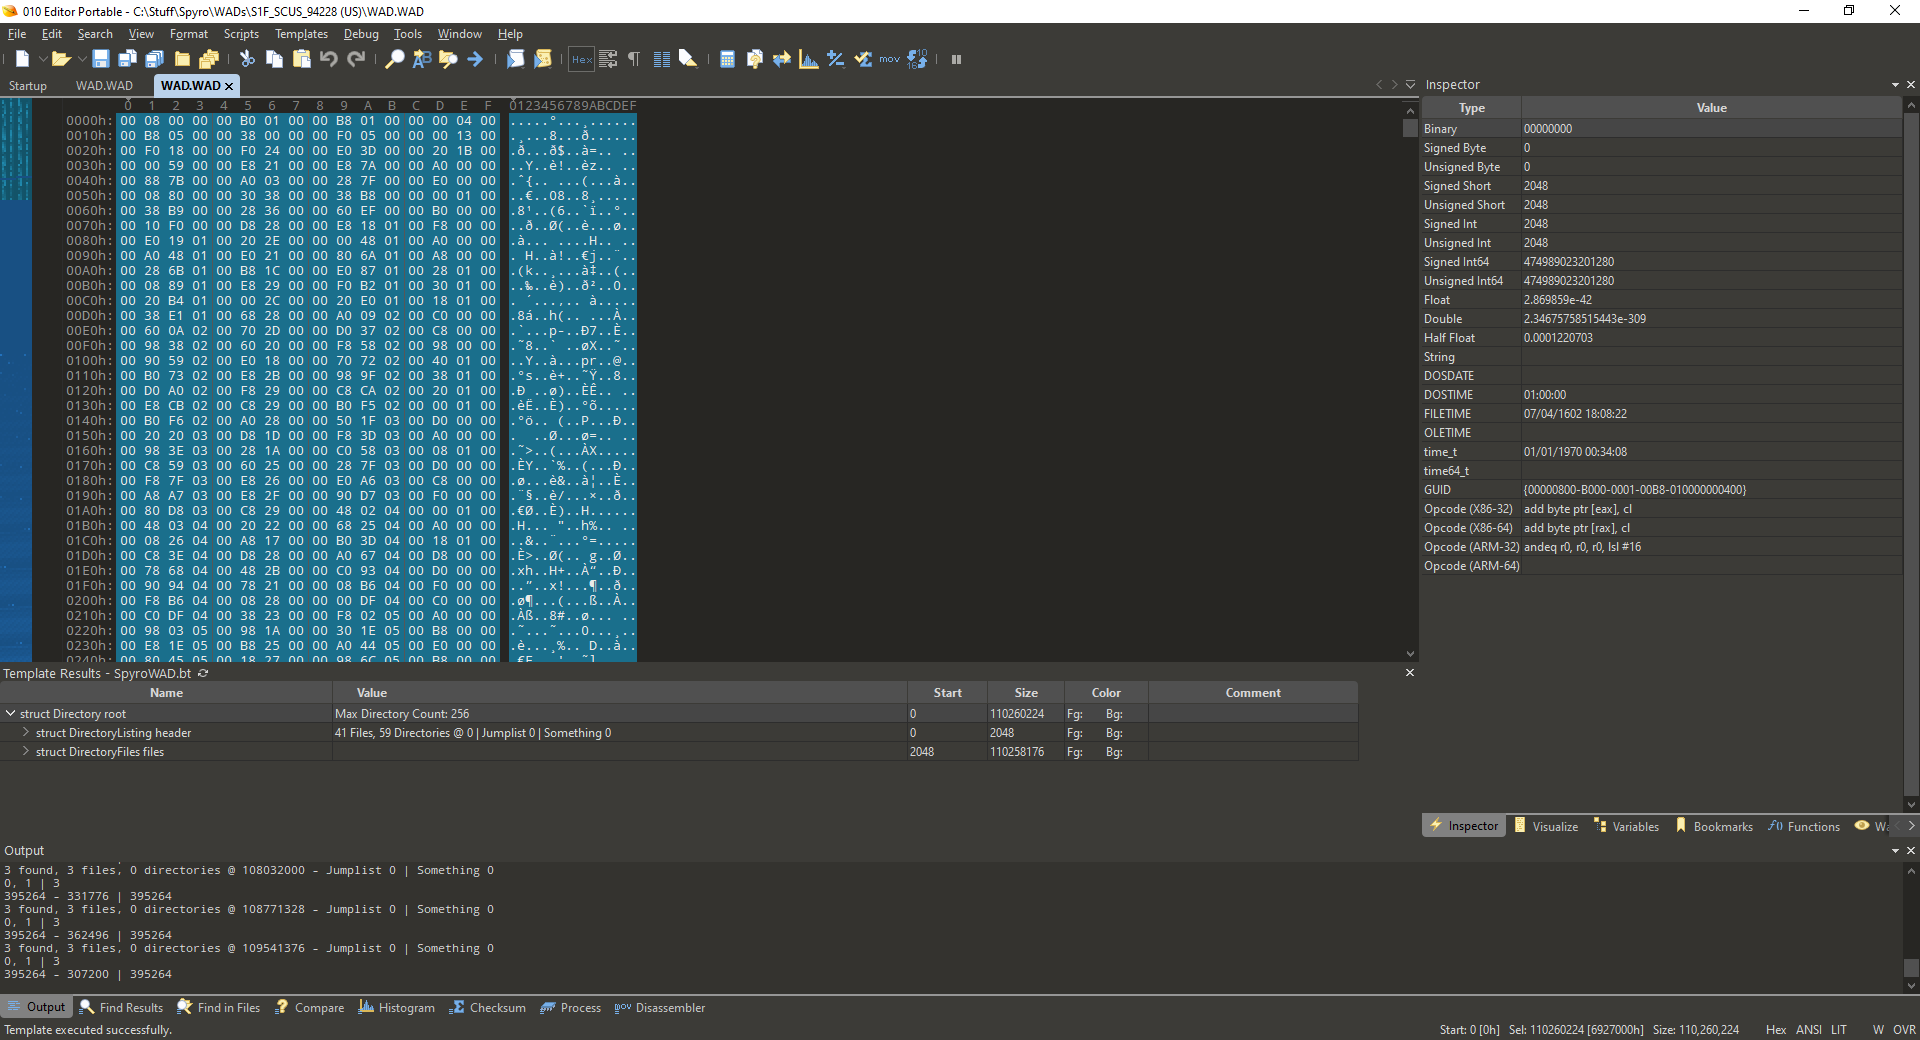 010 Editor Portable - C:\Stuff\Spyro\WADs\S1F_SCUS_94228 (US)\WAD.WAD
File Edit Search View Format Scripts Templates Debug Tools Window Help
Startup WAD.WAD WAD.WAD
0 1 2 3 4 5 6 7 8 9 A B C D E F 0123456789ABCDEF
0000h: 00 08 00 00 00 B0 01 00 00 B8 01 00 00 00 04 00
0010h: 00 B8 05 00 00 38 00 00 00 F0 05 00 00 00 13 00
0020h: 00 F0 18 00 00 F0 24 00 00 E0 3D 00 00 20 1B 00
0030h: 00 00 59 00 00 E8 21 00 00 E8 7A 00 00 A0 00 00
0040h: 00 88 7B 00 00 A0 03 00 00 28 7F 00 00 E0 00 00
0050h: 00 08 80 00 00 30 38 00 00 38 B8 00 00 00 01 00
0060h: 00 38 B9 00 00 28 36 00 00 60 EF 00 00 B0 00 00
0070h: 00 10 F0 00 00 D8 28 00 00 E8 18 01 00 F8 00 00
0080h: 00 E0 19 01 00 20 2E 00 00 00 48 01 00 A0 00 00
0090h: 00 A0 48 01 00 E0 21 00 00 80 6A 01 00 A8 00 00
00A0h: 00 28 6B 01 00 B8 1C 00 00 E0 87 01 00 28 01 00
00B0h: 00 08 89 01 00 E8 29 00 00 F0 B2 01 00 30 01 00
00C0h: 00 20 B4 01 00 00 2C 00 00 20 E0 01 00 18 01 00
00D0h: 00 38 E1 01 00 68 28 00 00 A0 09 02 00 C0 00 00
00E0h: 00 60 0A 02 00 70 2D 00 00 D0 37 02 00 C8 00 00
00F0h: 00 98 38 02 00 60 20 00 00 F8 58 02 00 98 00 00
0100h: 00 90 59 02 00 E0 18 00 00 70 72 02 00 40 01 00
0110h: 00 B0 73 02 00 E8 2B 00 00 98 9F 02 00 38 01 00
0120h: 00 D0 A0 02 00 F8 29 00 00 C8 CA 02 00 20 01 00
0130h: 00 E8 CB 02 00 C8 29 00 00 B0 F5 02 00 00 01 00
0140h: 00 B0 F6 02 00 A0 28 00 00 50 1F 03 00 D0 00 00
0150h: 00 20 20 03 00 D8 1D 00 00 F8 3D 03 00 A0 00 00
0160h: 00 98 3E 03 00 28 1A 00 00 C0 58 03 00 08 01 00
0170h: 00 C8 59 03 00 60 25 00 00 28 7F 03 00 D0 00 00
0180h: 00 F8 7F 03 00 E8 26 00 00 E0 A6 03 00 C8 00 00
0190h: 00 A8 A7 03 00 E8 2F 00 00 90 D7 03 00 F0 00 00
01A0h: 00 80 D8 03 00 C8 29 00 00 48 02 04 00 00 01 00
01B0h: 00 48 03 04 00 20 22 00 00 68 25 04 00 A0 00 00
01C0h: 00 08 26 04 00 A8 17 00 00 B0 3D 04 00 18 01 00
01D0h: 00 C8 3E 04 00 D8 28 00 00 A0 67 04 00 D8 00 00
01E0h: 00 78 68 04 00 48 2B 00 00 C0 93 04 00 D0 00 00
01F0h: 00 90 94 04 00 78 21 00 00 08 B6 04 00 F0 00 00
0200h: 00 F8 B6 04 00 08 28 00 00 00 DF 04 00 C0 00 00
0210h: 00 C0 DF 04 00 38 23 00 00 F8 02 05 00 A0 00 00
0220h: 00 98 03 05 00 98 1A 00 00 30 1E 05 00 B8 00 00
0230h: 00 E8 1E 05 00 B8 25 00 00 A0 44 05 00 E0 00 00
0240h: 00 80 45 05 00 18 27 00 00 98 6C 05 00 B8 00 00
Inspector
Type Value
Binary 00000000
Signed Byte 0
Unsigned Byte 0
Signed Short 2048
Unsigned Short 2048
Signed Int 2048
Unsigned Int 2048
Signed Int64 474989023201280
Unsigned Int64 474989023201280
Float 2.869859e-42
Double 2.34675758515443e-309
Half Float 0.0001220703
String
DOSDATE
DOSTIME 01:00:00
FILETIME 07/04/1602 18:08:22
OLETIME
time_t 01/01/1970 00:34:08
time64_t
GUID {00000800-B000-0001-00B8-010000000400}
Opcode (X86-32) add byte ptr [eax], cl
Opcode (X86-64) add byte ptr [rax], cl
Opcode (ARM-32) andeq r0, r0, r0, lsl #16
Opcode (ARM-64)
Inspector Visualize Variables Bookmarks Functions
Template Results - SpyroWAD.bt
Name Value Start Size Color Comment
struct Directory root Max Directory Count: 256 0 110260224 Fg: Bg:
struct DirectoryListing header 41 Files, 59 Directories @ 0 | Jumplist 0 | Something 0 0 2048 Fg: Bg:
struct DirectoryFiles files 2048 110258176 Fg: Bg:
Output
3 found, 3 files, 0 directories @ 108032000 - Jumplist 0 | Something 0
0, 1 | 3
395264 - 331776 | 395264
3 found, 3 files, 0 directories @ 108771328 - Jumplist 0 | Something 0
0, 1 | 3
395264 - 362496 | 395264
3 found, 3 files, 0 directories @ 109541376 - Jumplist 0 | Something 0
0, 1 | 3
395264 - 307200 | 395264
Output Find Results Find in Files Compare Histogram Checksum Process Disassembler
Template executed successfully. Start: 0 [0h] Sel: 110260224 [6927000h] Size: 110,260,224 Hex ANSI LIT W OVR